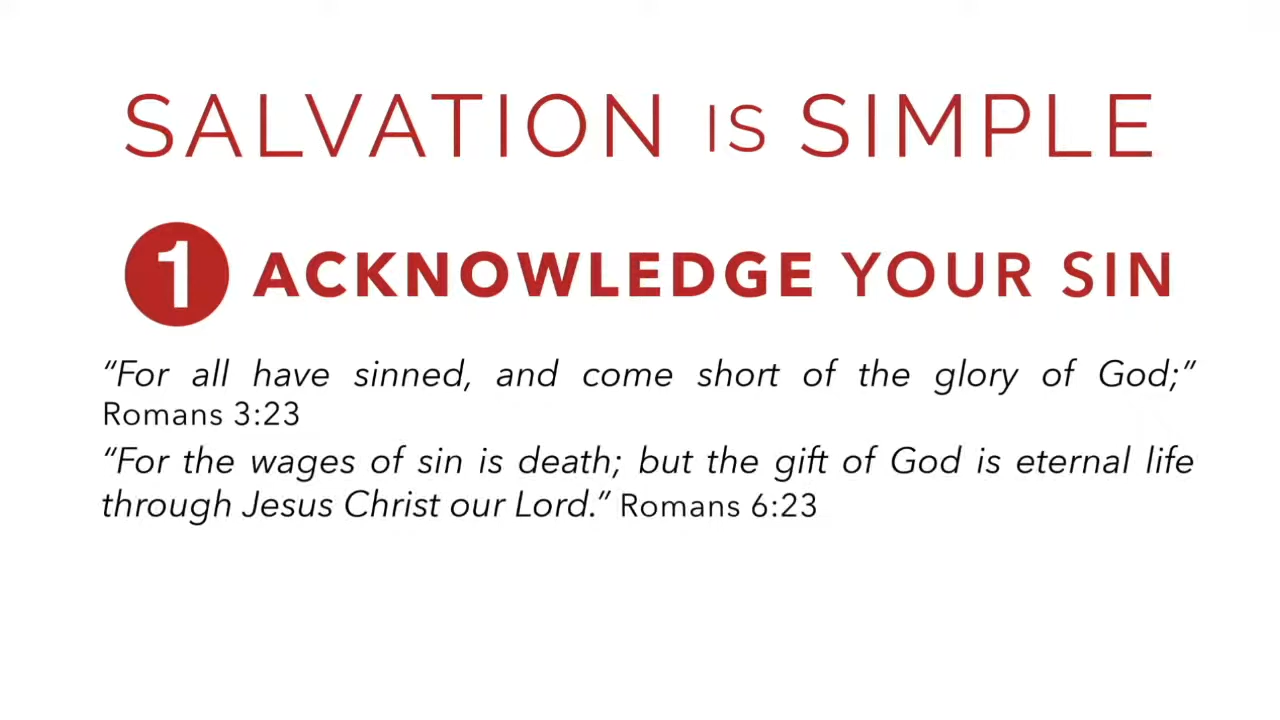 SALVATION IS SIMPLE
1 ACKNOWLEDGE YOUR SIN
“For all have sinned, and come short of the glory of God;”
Romans 3:23
“For the wages of sin is death; but the gift of God is eternal life
through Jesus Christ our Lord.” Romans 6:23